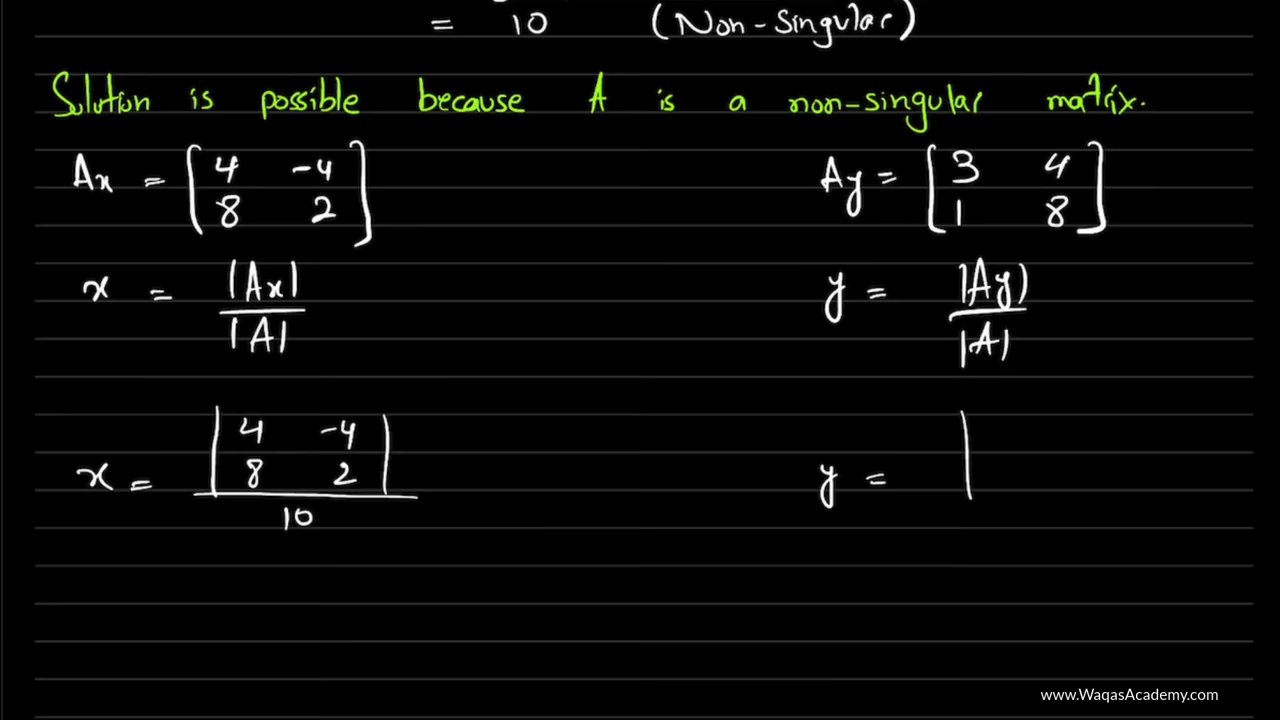 = 10 (Non-Singular)
Solution is possible because A is a non-singular matrix.
Ax = [4 -4
8 2]
Ay = [3 4
1 8]
x = |Ax|
|A|
y = |Ay|
|A|
x = |4 -4
8 2|
10
y = |
www.WaqasAcademy.com